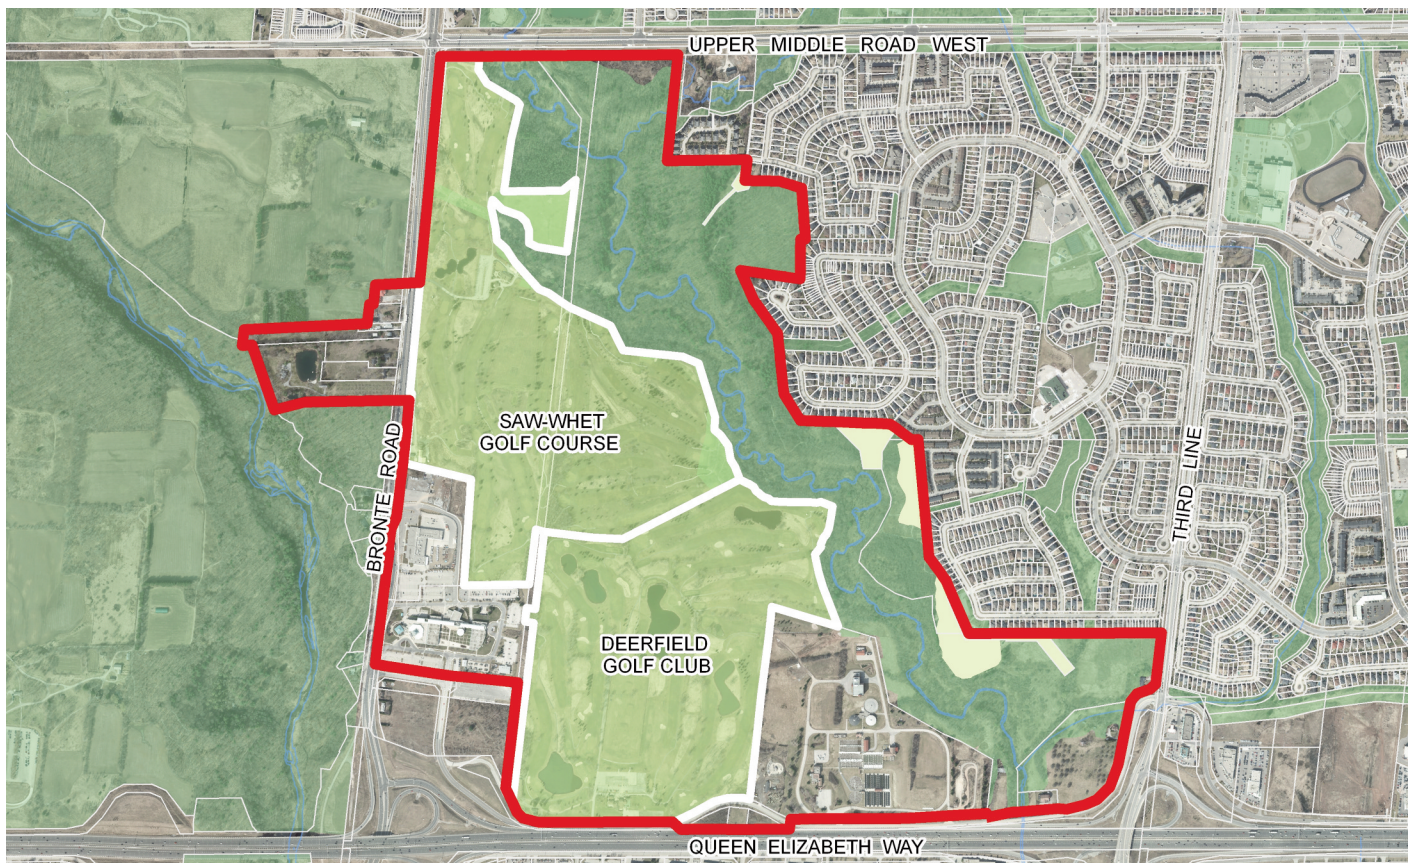 UPPER MIDDLE ROAD WEST
SAW-WHET
GOLF COURSE
BRONTE ROAD
THIRD LINE
DEERFIELD
GOLF CLUB
QUEEN ELIZABETH WAY